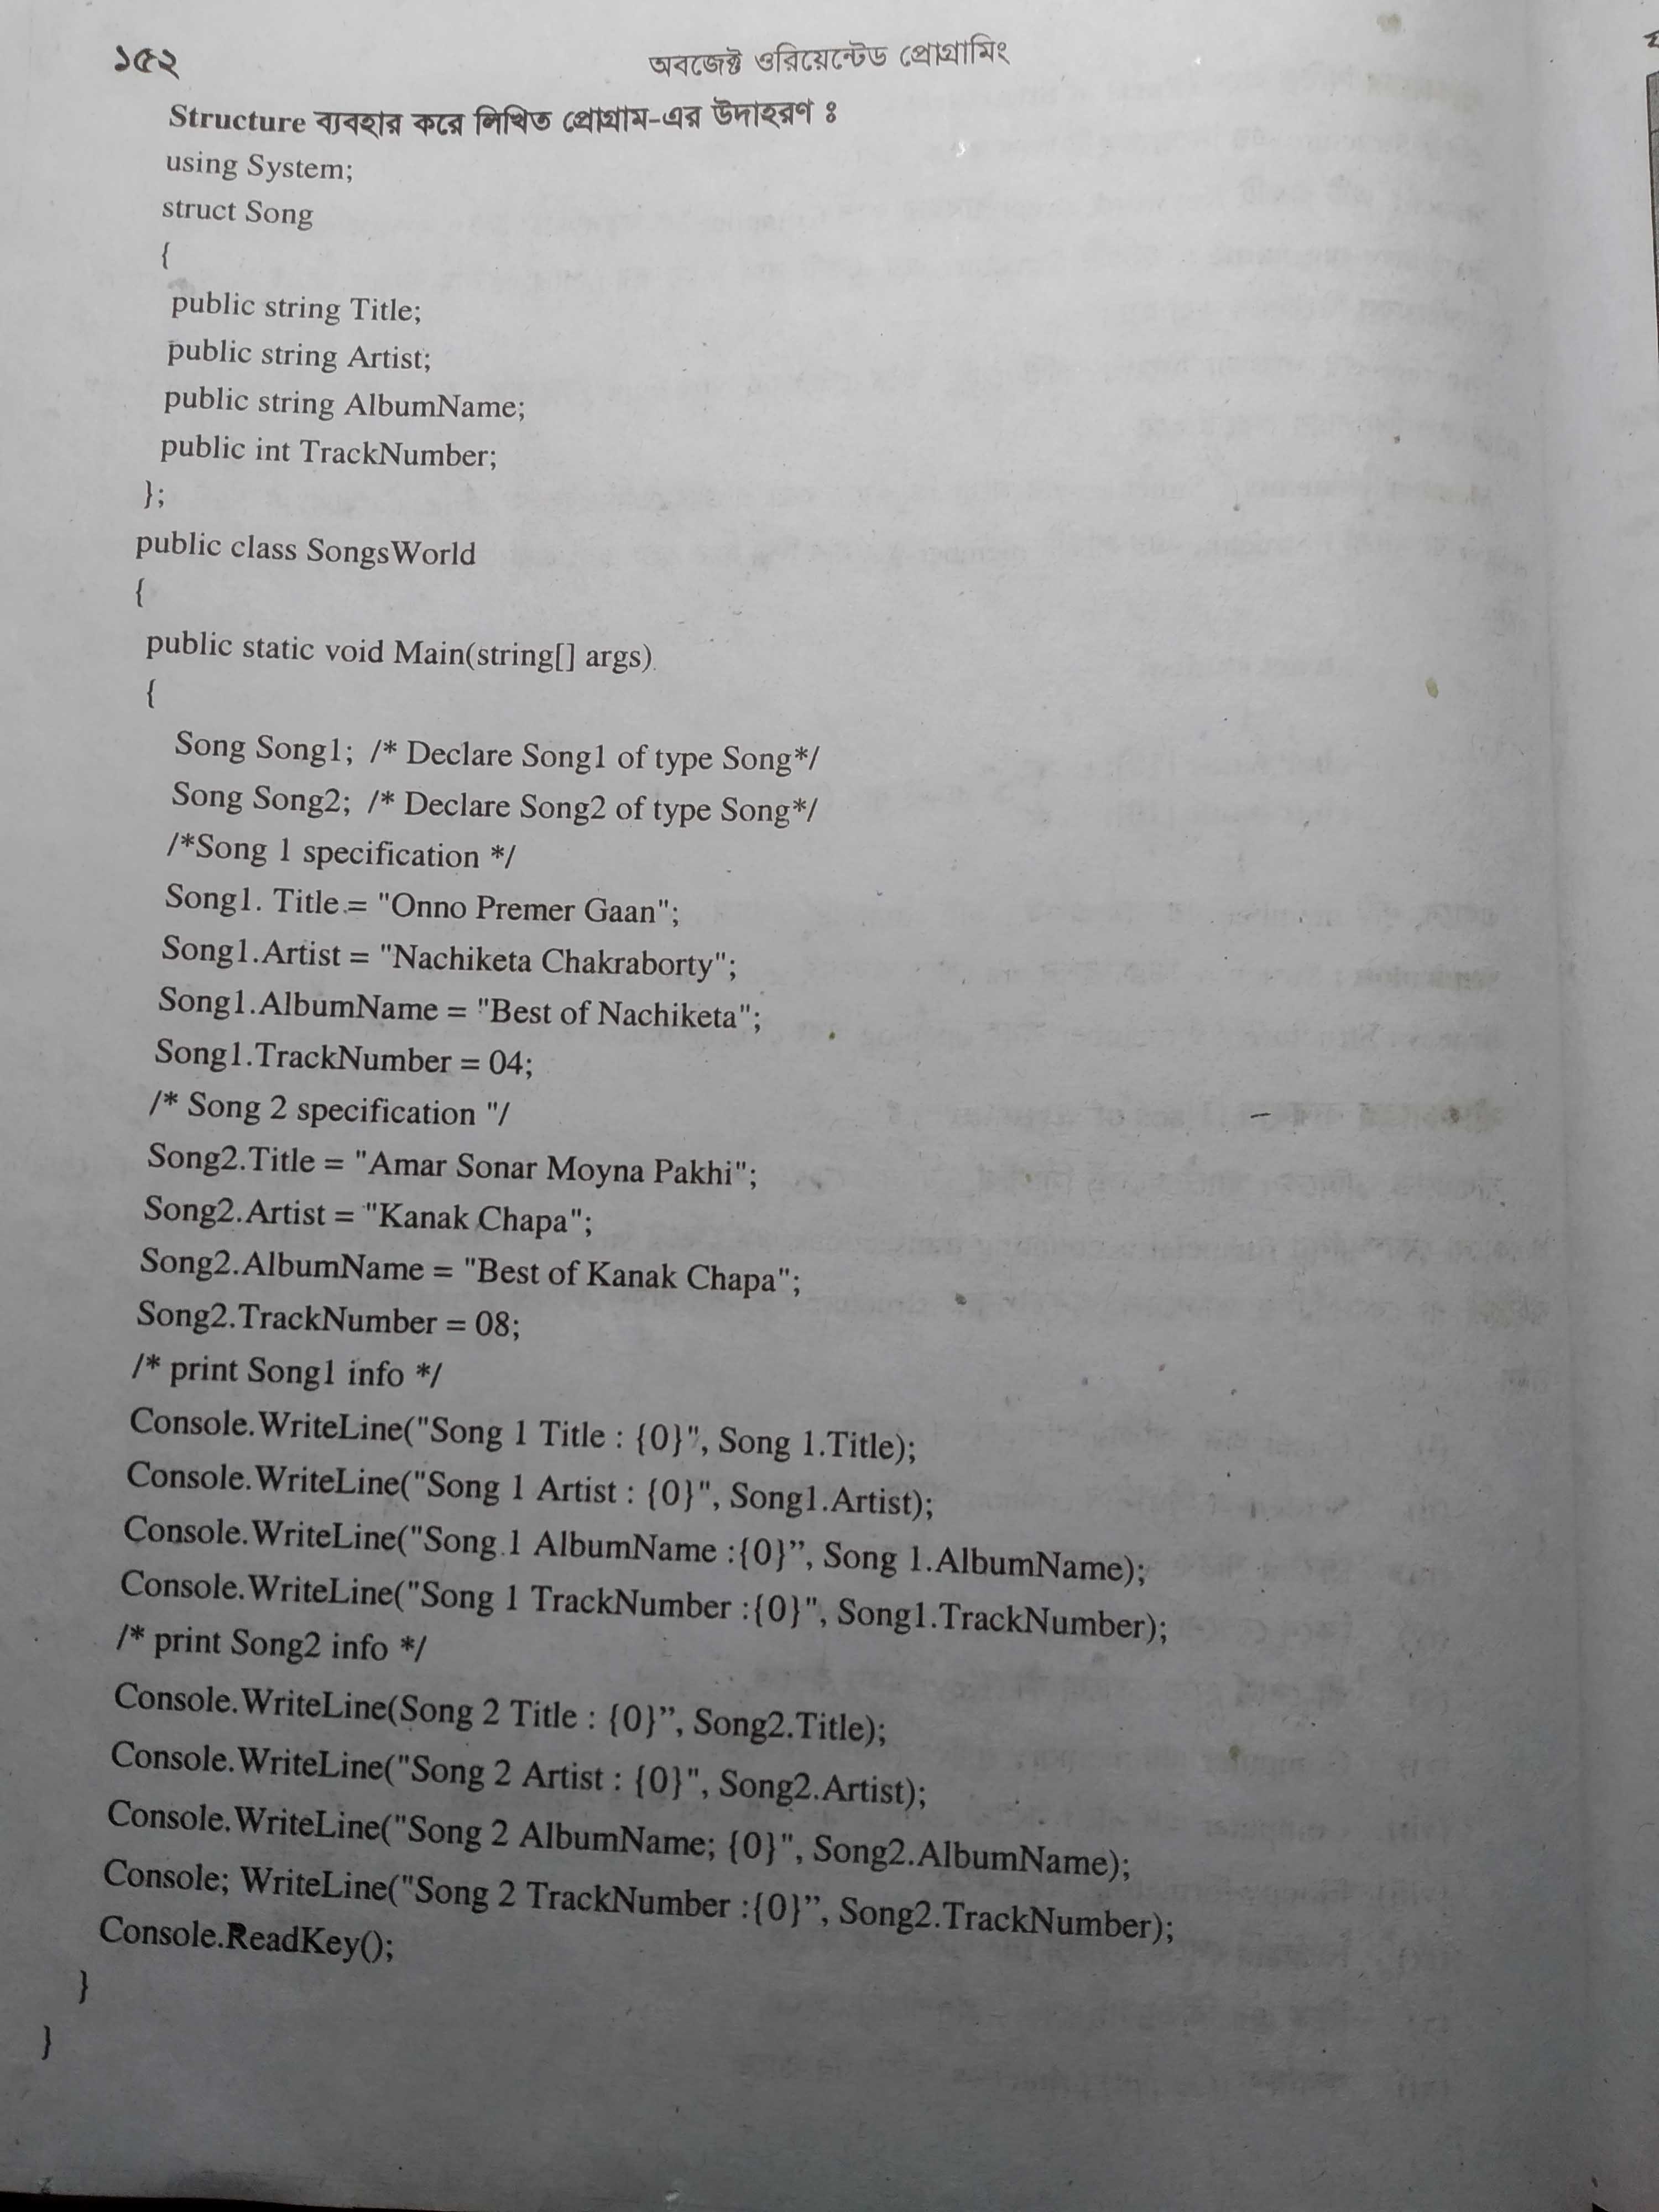 ১৫২
অবজেক্ট ওরিয়েন্টেড প্রোগ্রামিং
Structure ব্যবহার করে লিখিত প্রোগ্রাম-এর উদাহরণ ঃ
using System;
struct Song
{
public string Title;
public string Artist;
public string AlbumName;
public int TrackNumber;
};
public class SongsWorld
{
public static void Main(string[] args)
{
Song Song1; /* Declare Song1 of type Song*/
Song Song2; /* Declare Song2 of type Song*/
/*Song 1 specification */
Song1. Title = "Onno Premer Gaan";
Song1.Artist = "Nachiketa Chakraborty";
Song1.AlbumName = "Best of Nachiketa";
Song1.TrackNumber = 04;
/* Song 2 specification "/
Song2.Title = "Amar Sonar Moyna Pakhi";
Song2.Artist = "Kanak Chapa";
Song2.AlbumName = "Best of Kanak Chapa";
Song2.TrackNumber = 08;
/* print Song1 info */
Console.WriteLine("Song 1 Title : {0}", Song 1.Title);
Console.WriteLine("Song 1 Artist : {0}", Song1.Artist);
Console.WriteLine("Song 1 AlbumName :{0}”, Song 1.AlbumName);
Console.WriteLine("Song 1 TrackNumber :{0}", Song1.TrackNumber);
/* print Song2 info */
Console.WriteLine(Song 2 Title : {0}”, Song2.Title);
Console.WriteLine("Song 2 Artist : {0}", Song2.Artist);
Console.WriteLine("Song 2 AlbumName; {0}", Song2.AlbumName);
Console; WriteLine("Song 2 TrackNumber :{0}”, Song2.TrackNumber);
Console.ReadKey();
}
}